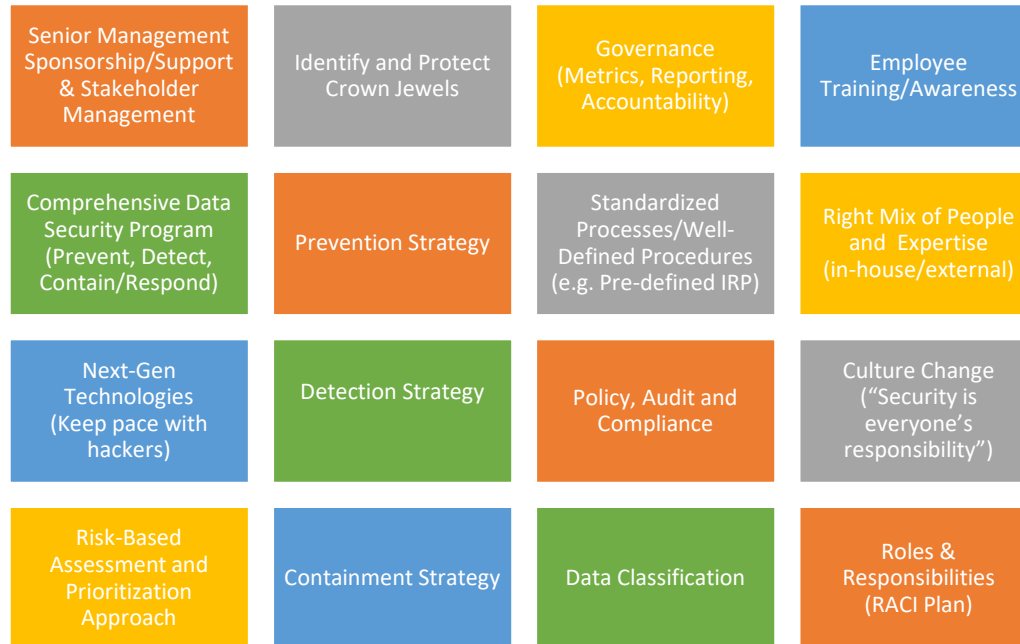 Senior Management
Sponsorship/Support
& Stakeholder
Management
Identify and Protect
Crown Jewels
Governance
(Metrics, Reporting,
Accountability)
Employee
Training/Awareness
Comprehensive Data
Security Program
(Prevent, Detect,
Contain/Respond)
Prevention Strategy
Standardized
Processes/Well-
Defined Procedures
(e.g. Pre-defined IRP)
Right Mix of People
and Expertise
(in-house/external)
Next-Gen
Technologies
(Keep pace with
hackers)
Detection Strategy
Policy, Audit and
Compliance
Culture Change
(“Security is
everyone’s
responsibility”)
Risk-Based
Assessment and
Prioritization
Approach
Containment Strategy
Data Classification
Roles &
Responsibilities
(RACI Plan)